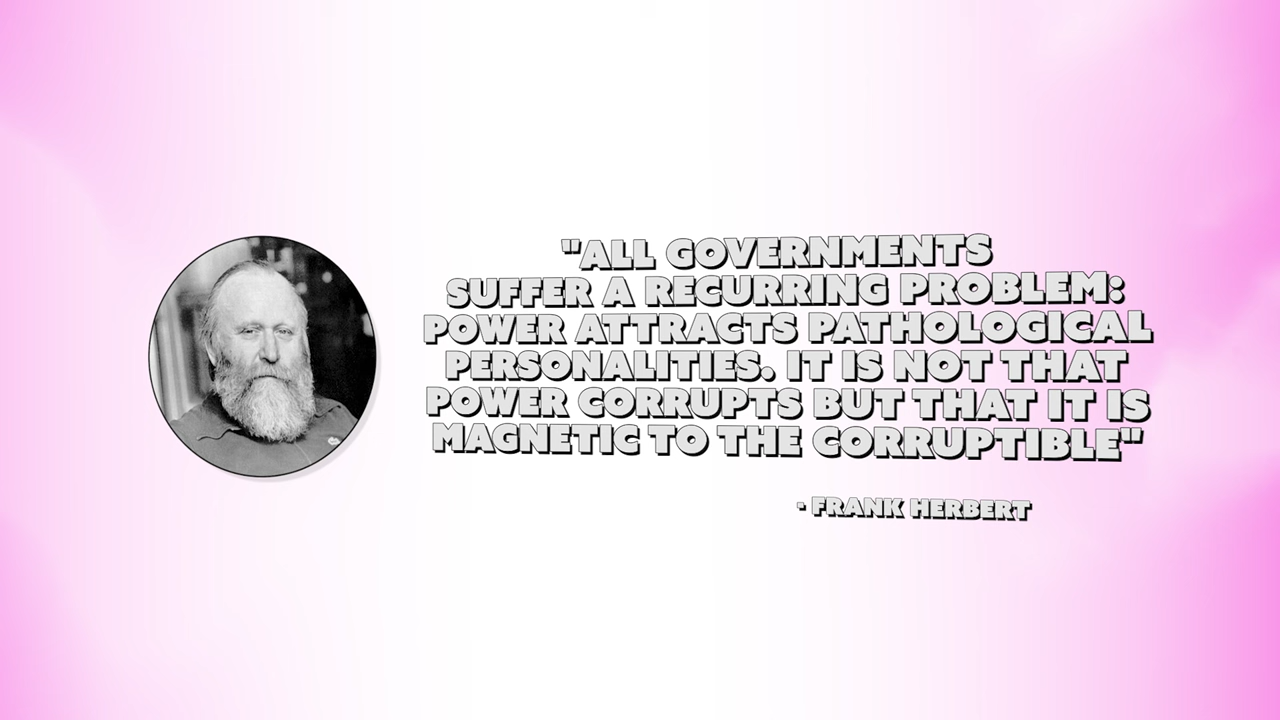 "ALL GOVERNMENTS
SUFFER A RECURRING PROBLEM:
POWER ATTRACTS PATHOLOGICAL
PERSONALITIES. IT IS NOT THAT
POWER CORRUPTS BUT THAT IT IS
MAGNETIC TO THE CORRUPTIBLE"
- FRANK HERBERT